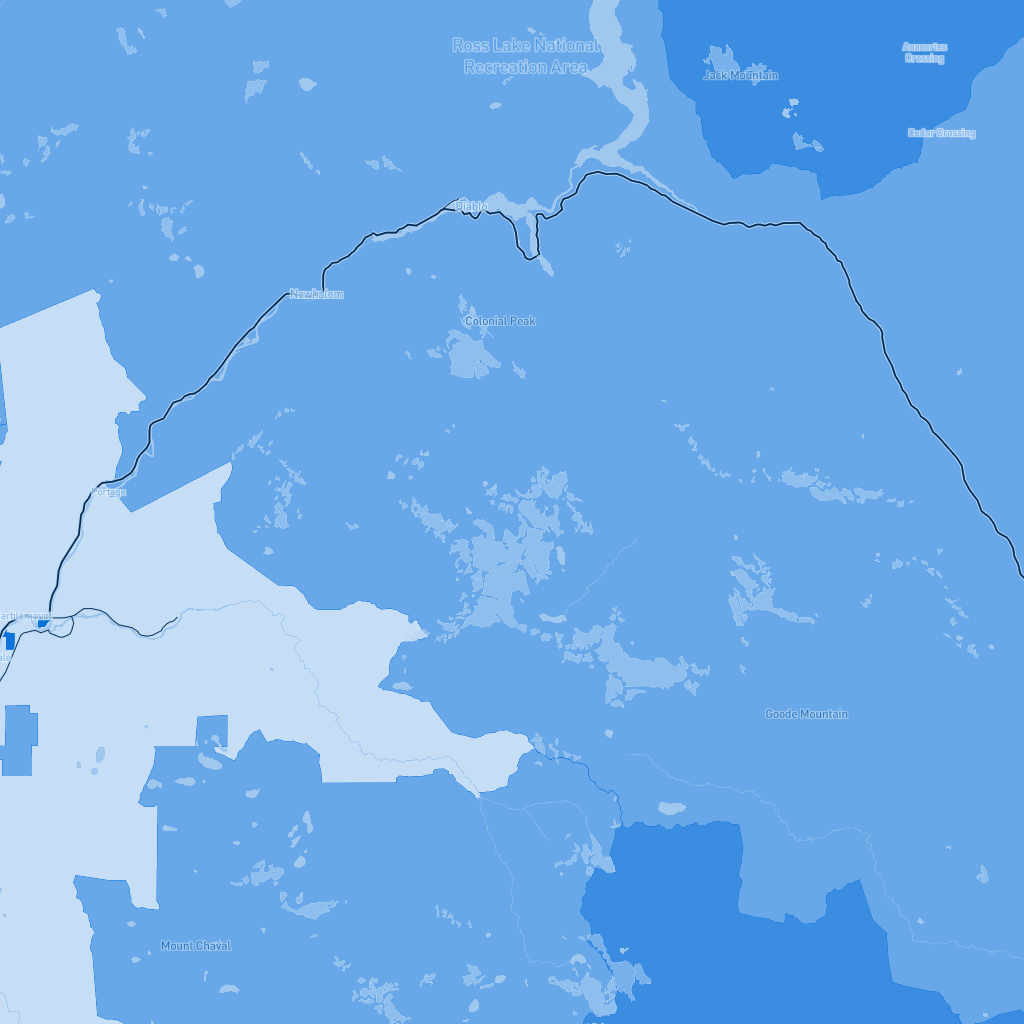 Ross Lake National
Recreation Area
Anacortes
Crossing
Jack Mountain
Cedar Crossing
Diablo
Newhalem
Colonial Peak
Portage
Marblemount
Goode Mountain
Mount Chaval